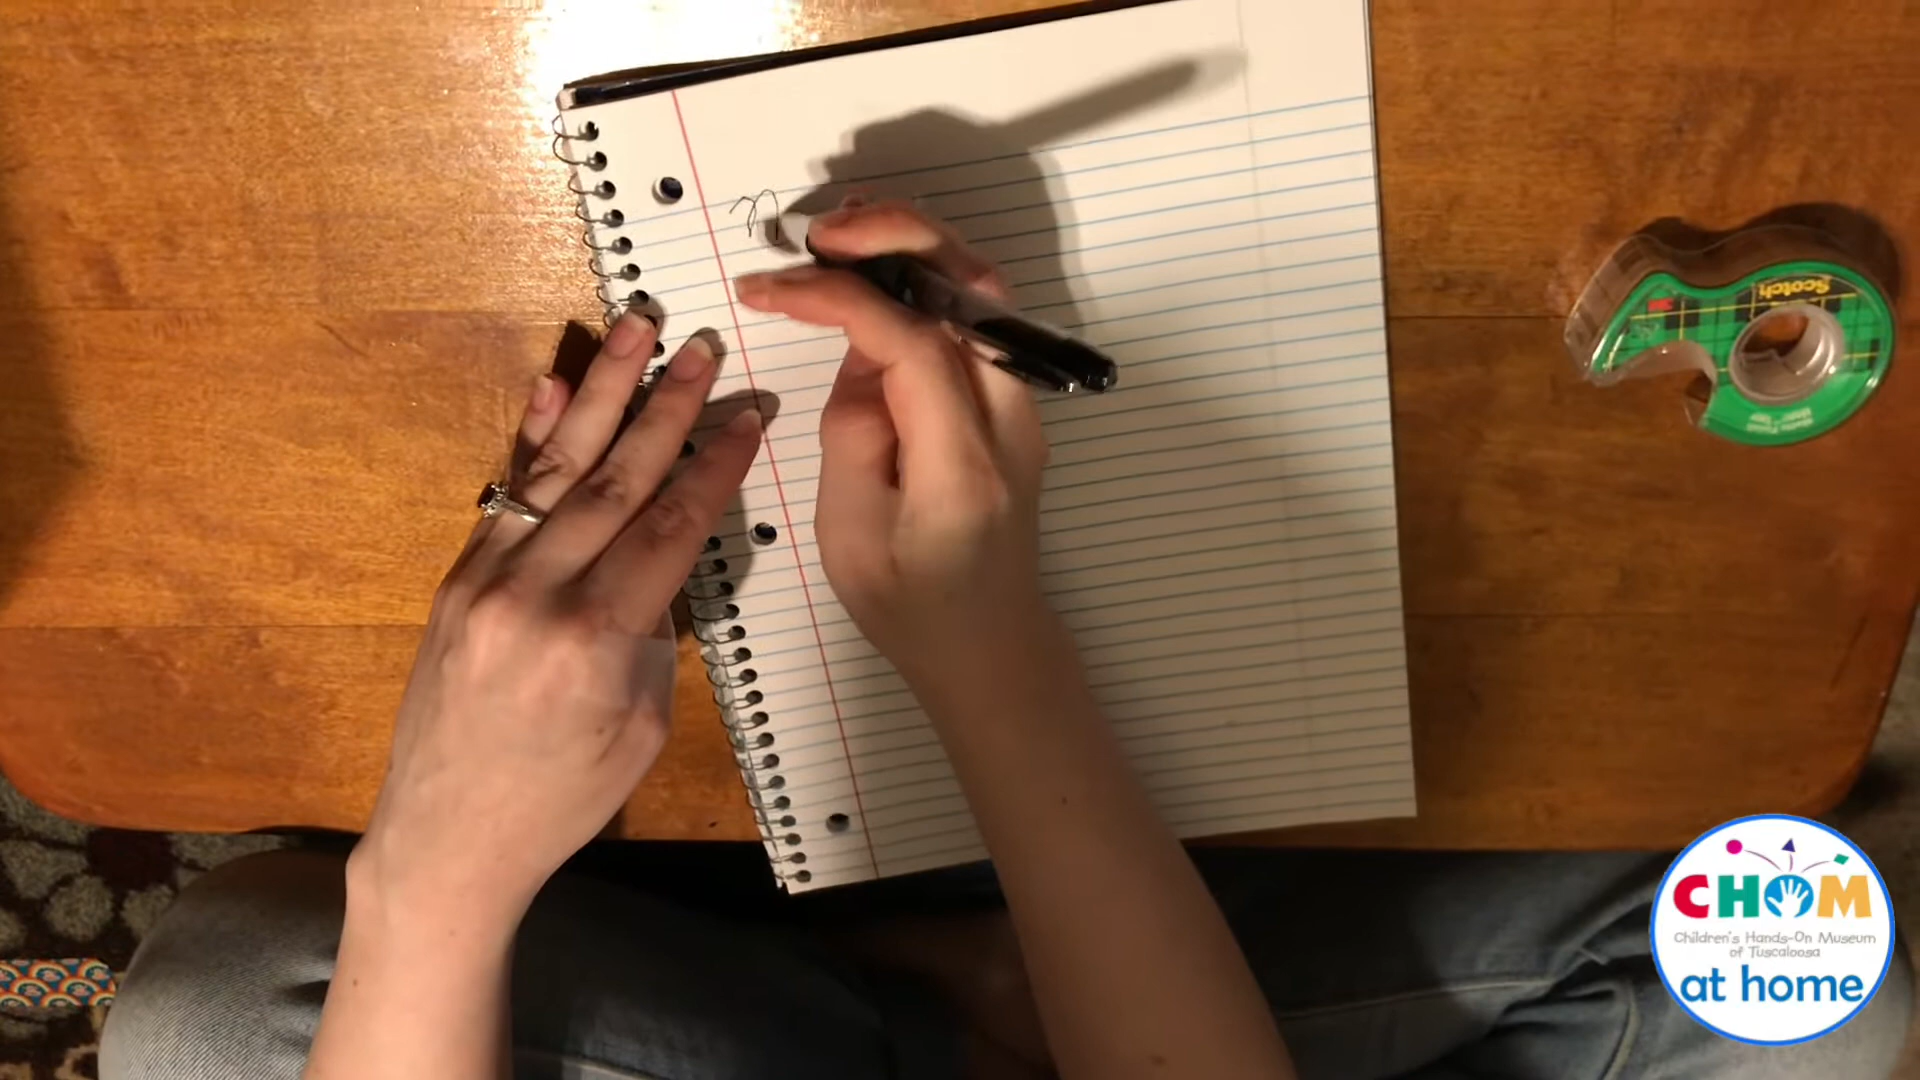 m
Scotch
CHOM
Children's Hands-On Museum
of Tuscaloosa
at home